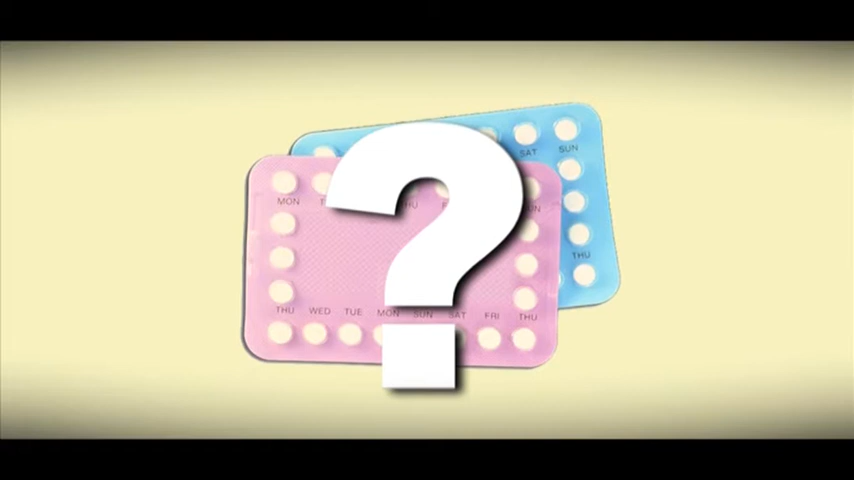 SAT SUN
MON
THU
THU WED TUE MON SUN SAT FRI THU
?